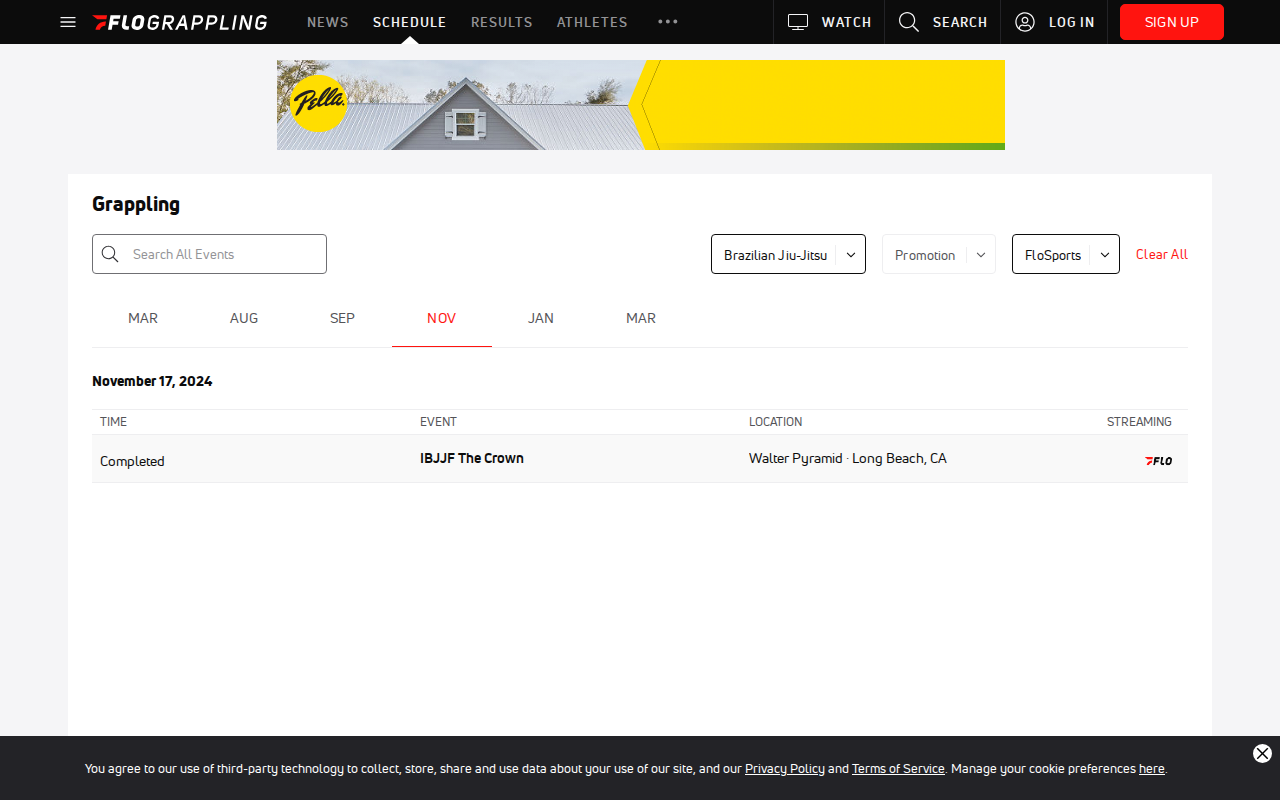 FLOGRAPPLING NEWS SCHEDULE RESULTS ATHLETES ••• WATCH SEARCH LOG IN SIGN UP
Pella
Grappling
Search All Events Brazilian Jiu-Jitsu Promotion FloSports Clear All
MAR AUG SEP NOV JAN MAR
November 17, 2024
TIME EVENT LOCATION STREAMING
Completed IBJJF The Crown Walter Pyramid · Long Beach, CA FLO
You agree to our use of third-party technology to collect, store, share and use data about your use of our site, and our Privacy Policy and Terms of Service. Manage your cookie preferences here.